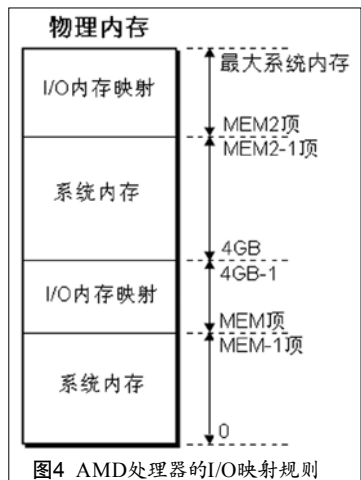 物理内存
最大系统内存
I/O内存映射
MEM2顶
MEM2-1顶
系统内存
4GB
4GB-1
I/O内存映射
MEM顶
MEM-1顶
系统内存
0
图4 AMD处理器的I/O映射规则